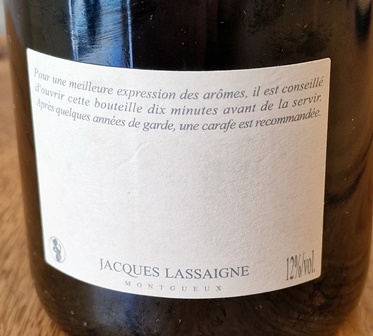 Pour une meilleure expression des arômes, il est conseillé
d'ouvrir cette bouteille dix minutes avant de la servir.
Après quelques années de garde, une carafe est recommandée.
JACQUES LASSAIGNE
MONTGUEUX
12%/vol.